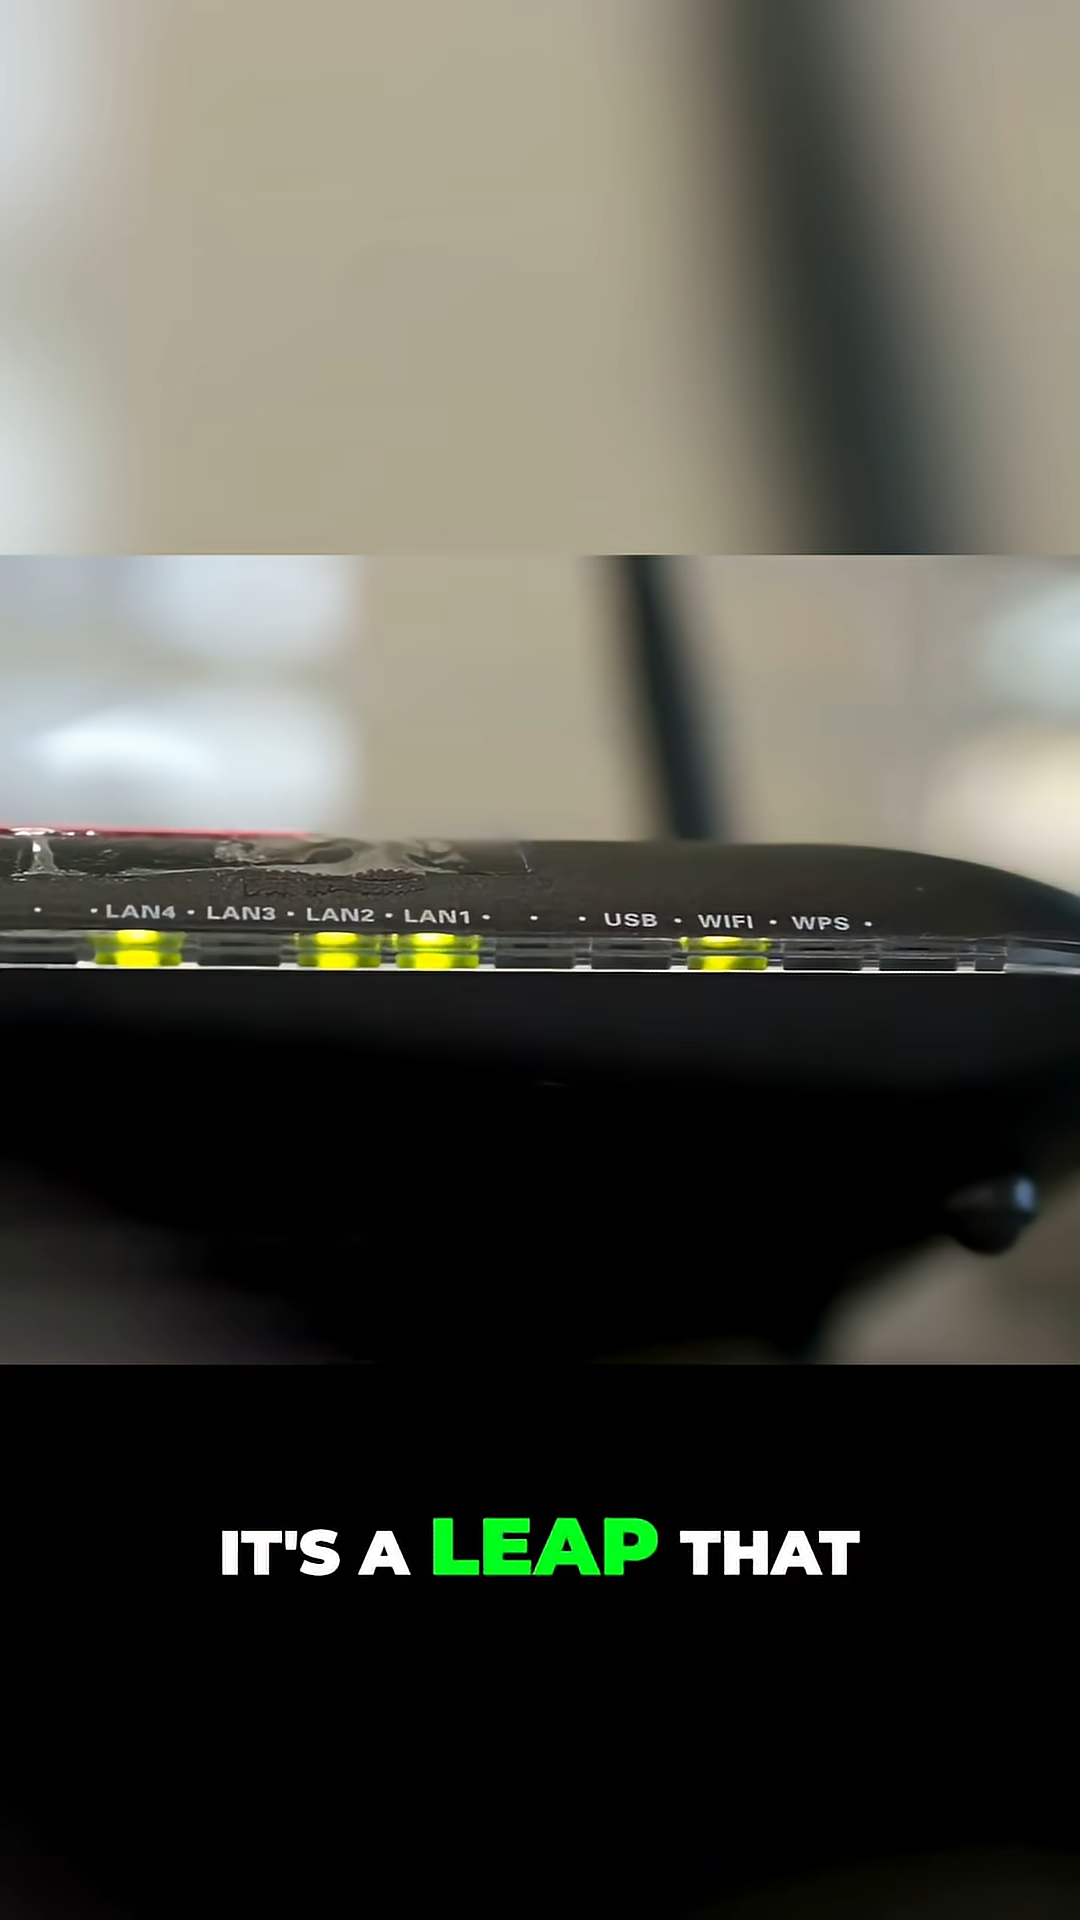 • • LAN4 • LAN3 • LAN2 • LAN1 • • • USB • WIFI • WPS •
IT'S A LEAP THAT